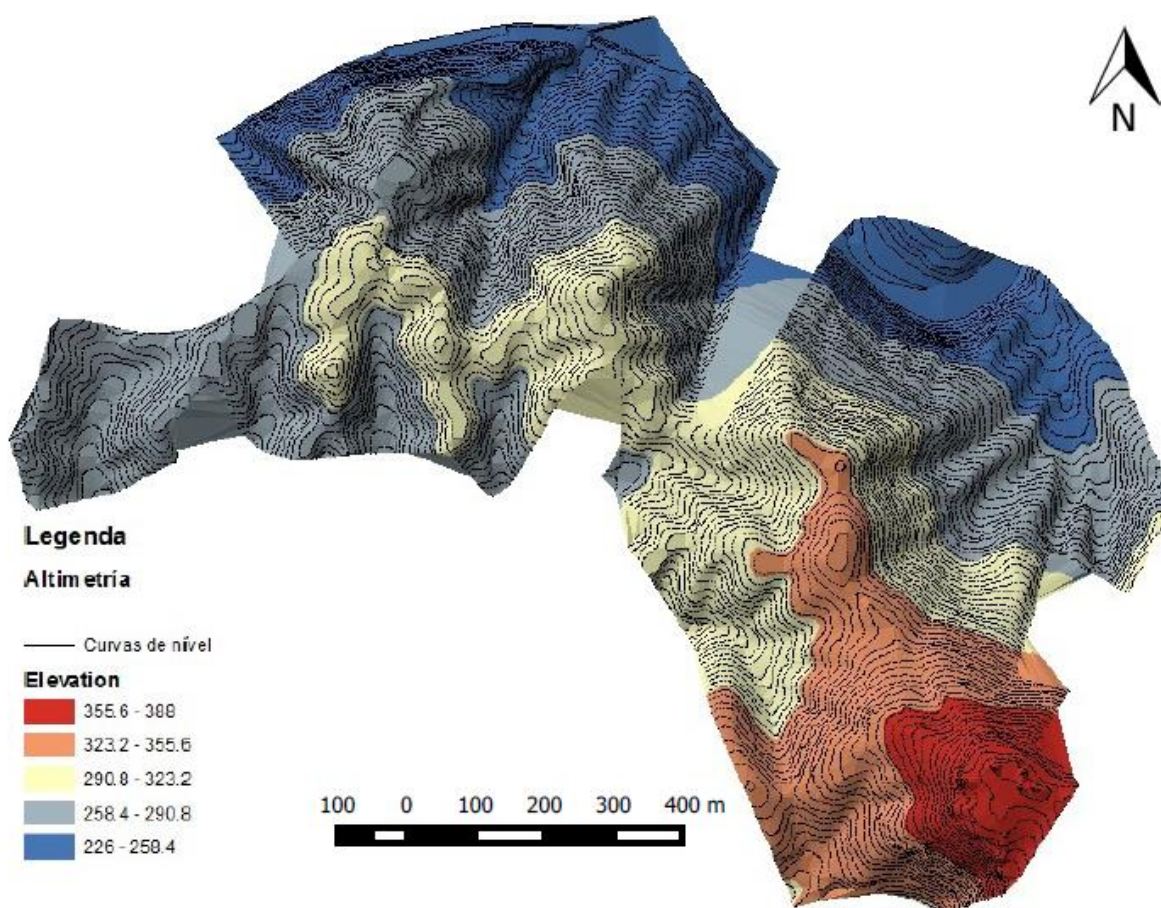 N
Legenda
Altimetría
Curvas de nível
Elevation
355.6 - 388
323.2 - 355.6
290.8 - 323.2
258.4 - 290.8
226 - 258.4
100 0 100 200 300 400 m